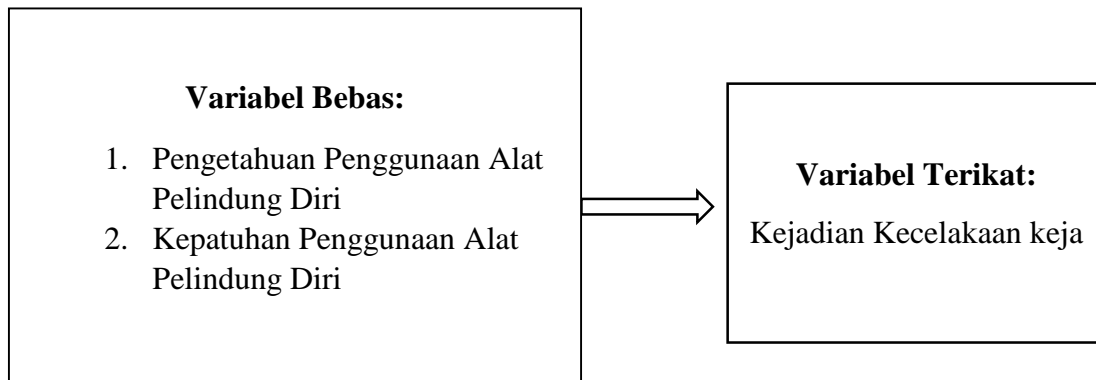 Variabel Bebas:
1. Pengetahuan Penggunaan Alat
Pelindung Diri
2. Kepatuhan Penggunaan Alat
Pelindung Diri
Variabel Terikat:
Kejadian Kecelakaan keja